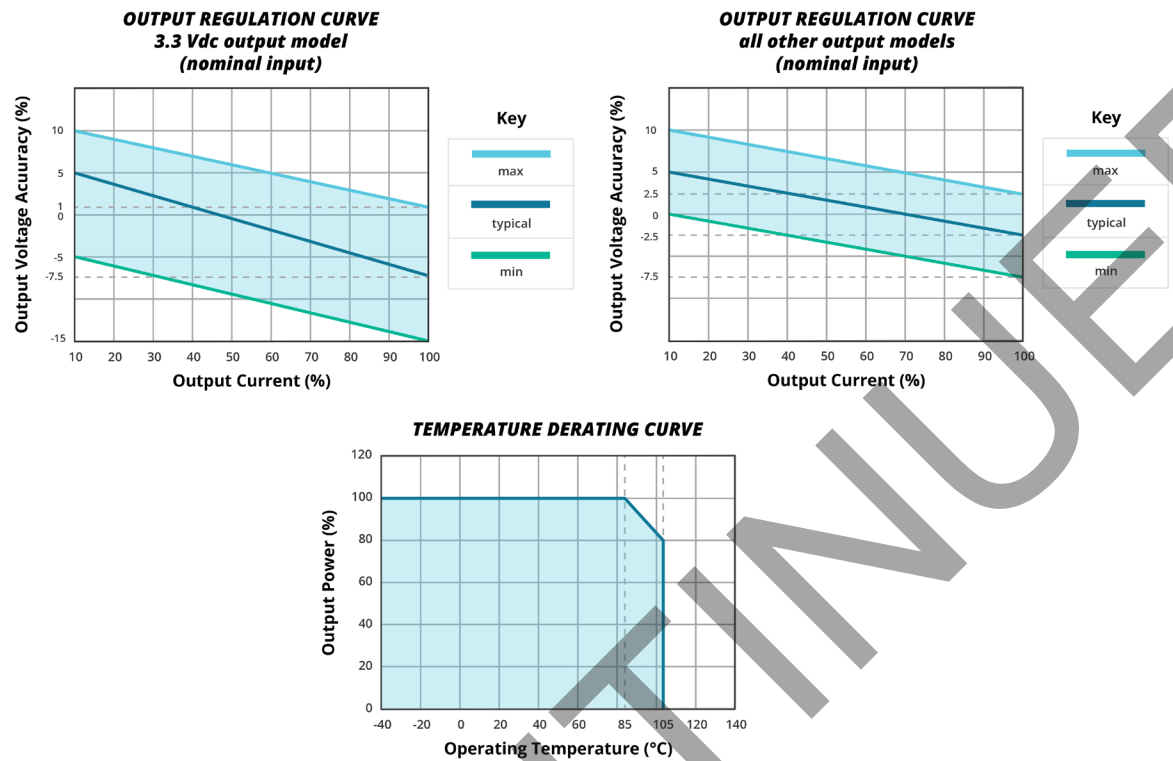 OUTPUT REGULATION CURVE
3.3 Vdc output model
(nominal input)
Output Voltage Acuuracy (%)
10
5
1
0
-5
-7.5
-15
10 20 30 40 50 60 70 80 90 100
Output Current (%)
Key
max
typical
min
OUTPUT REGULATION CURVE
all other output models
(nominal input)
Output Voltage Acuuracy (%)
10
5
2.5
0
-2.5
-7.5
10 20 30 40 50 60 70 80 90 100
Output Current (%)
Key
max
typical
min
TEMPERATURE DERATING CURVE
Output Power (%)
120
100
80
60
40
20
0
-40 -20 0 20 40 60 85 105 120 140
Operating Temperature (°C)
TINUE